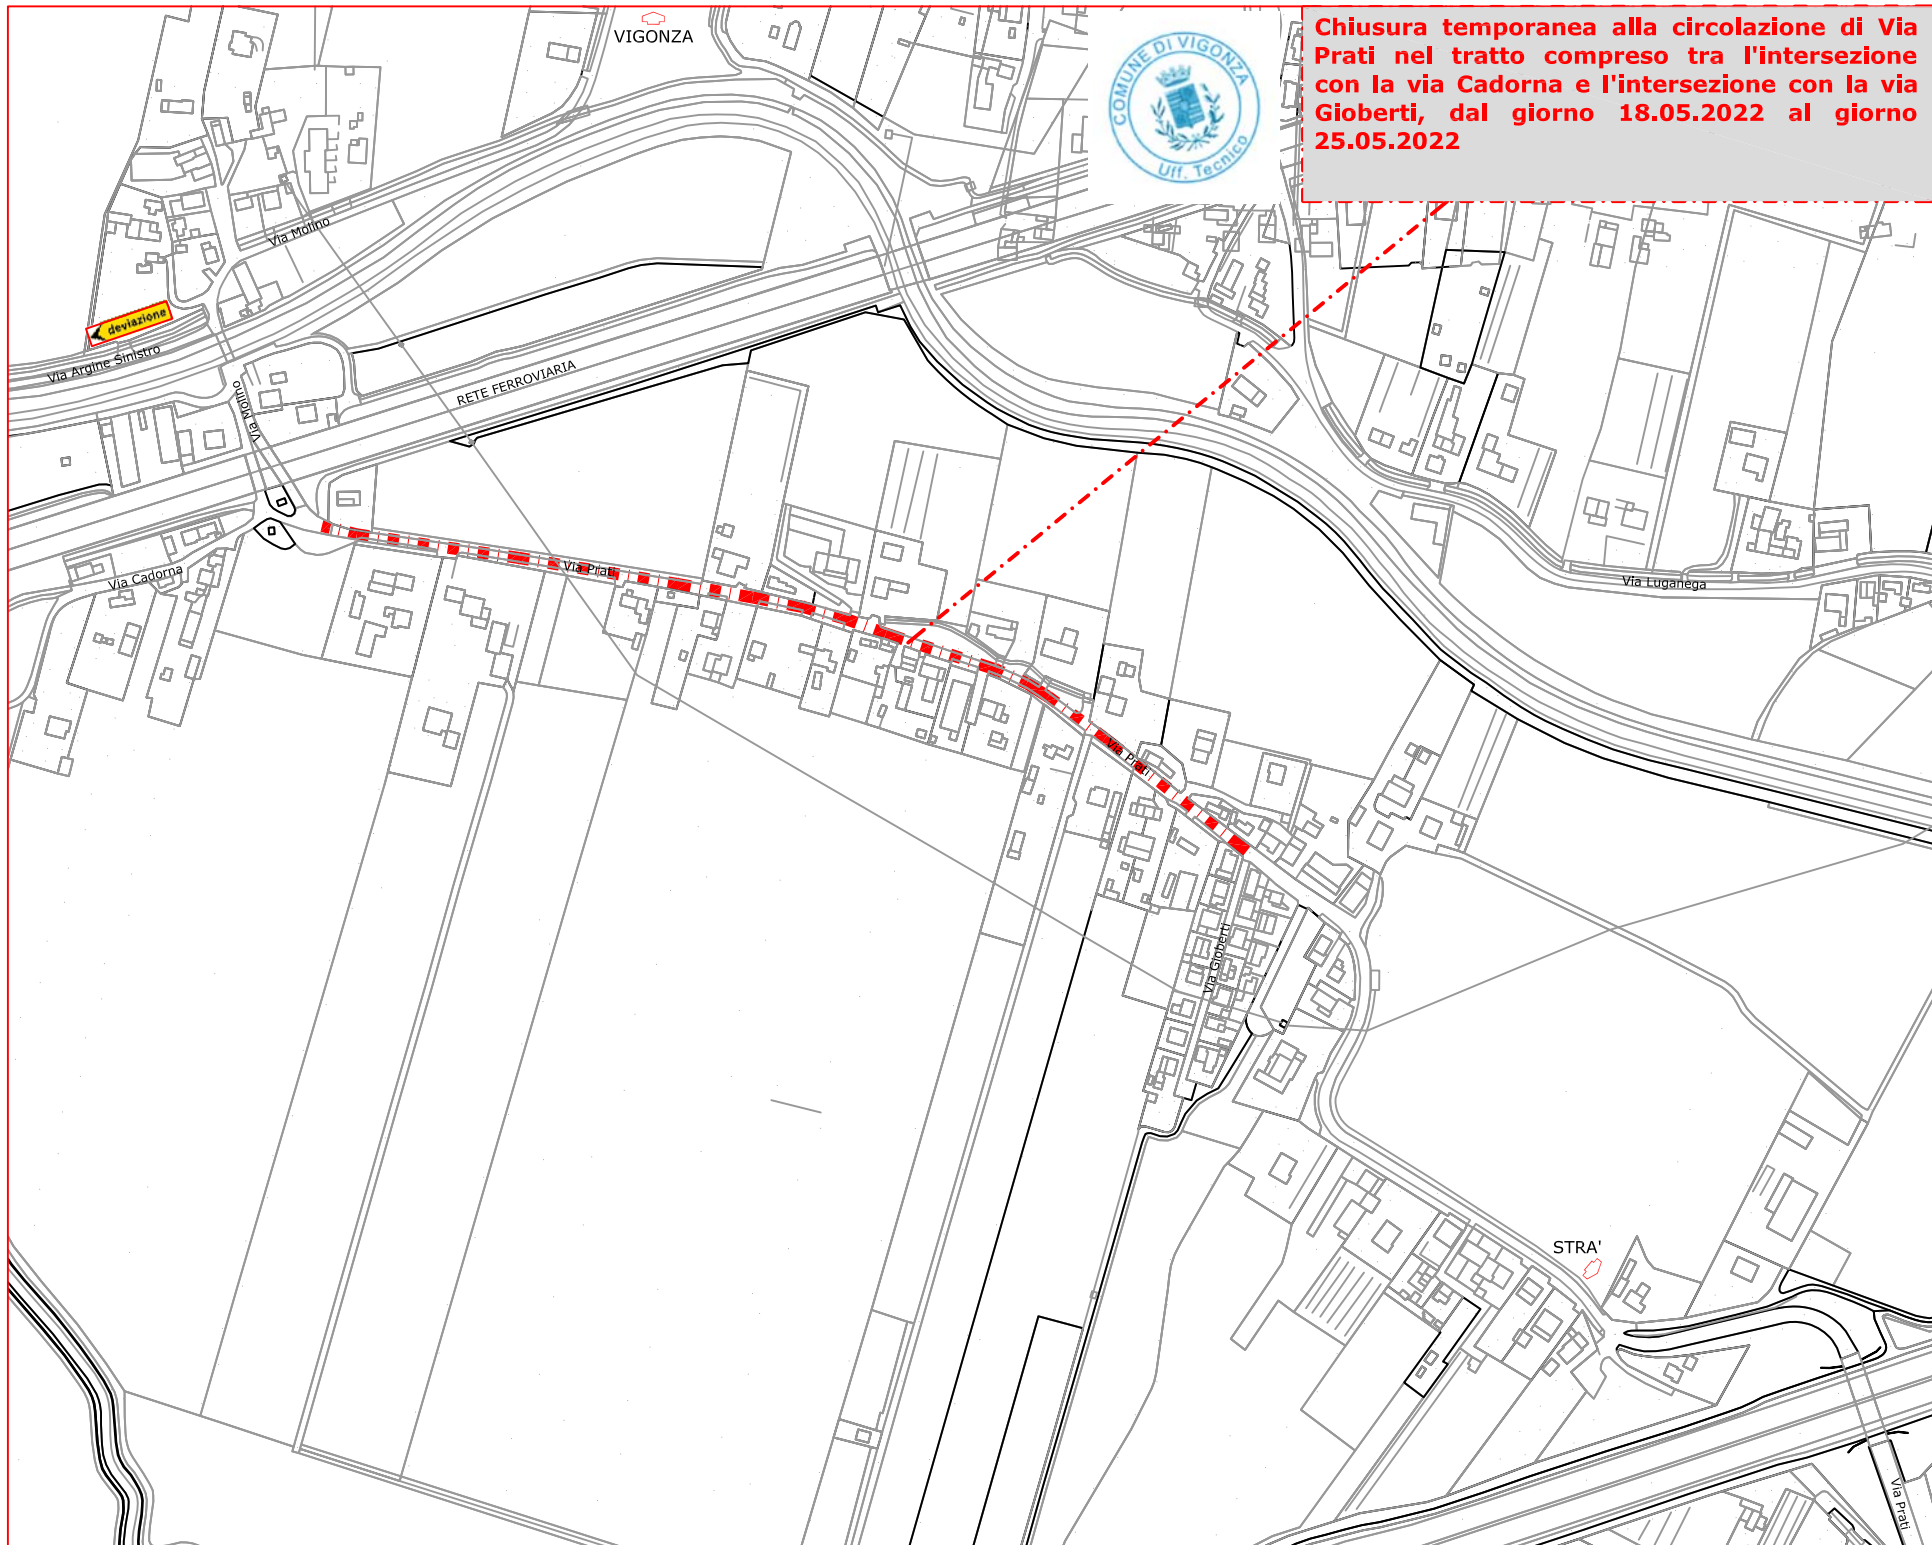 VIGONZA
COMUNE DI VIGONZA
Uff. Tecnico
Chiusura temporanea alla circolazione di Via
Prati nel tratto compreso tra l'intersezione
con la via Cadorna e l'intersezione con la via
Gioberti, dal giorno 18.05.2022 al giorno
25.05.2022
Via Molino
deviazione
Via Argine Sinistro
Via Molino
RETE FERROVIARIA
Via Cadorna
Via Prati
Via Luganega
Via Prati
Via Gioberti
STRA'
Via Prati